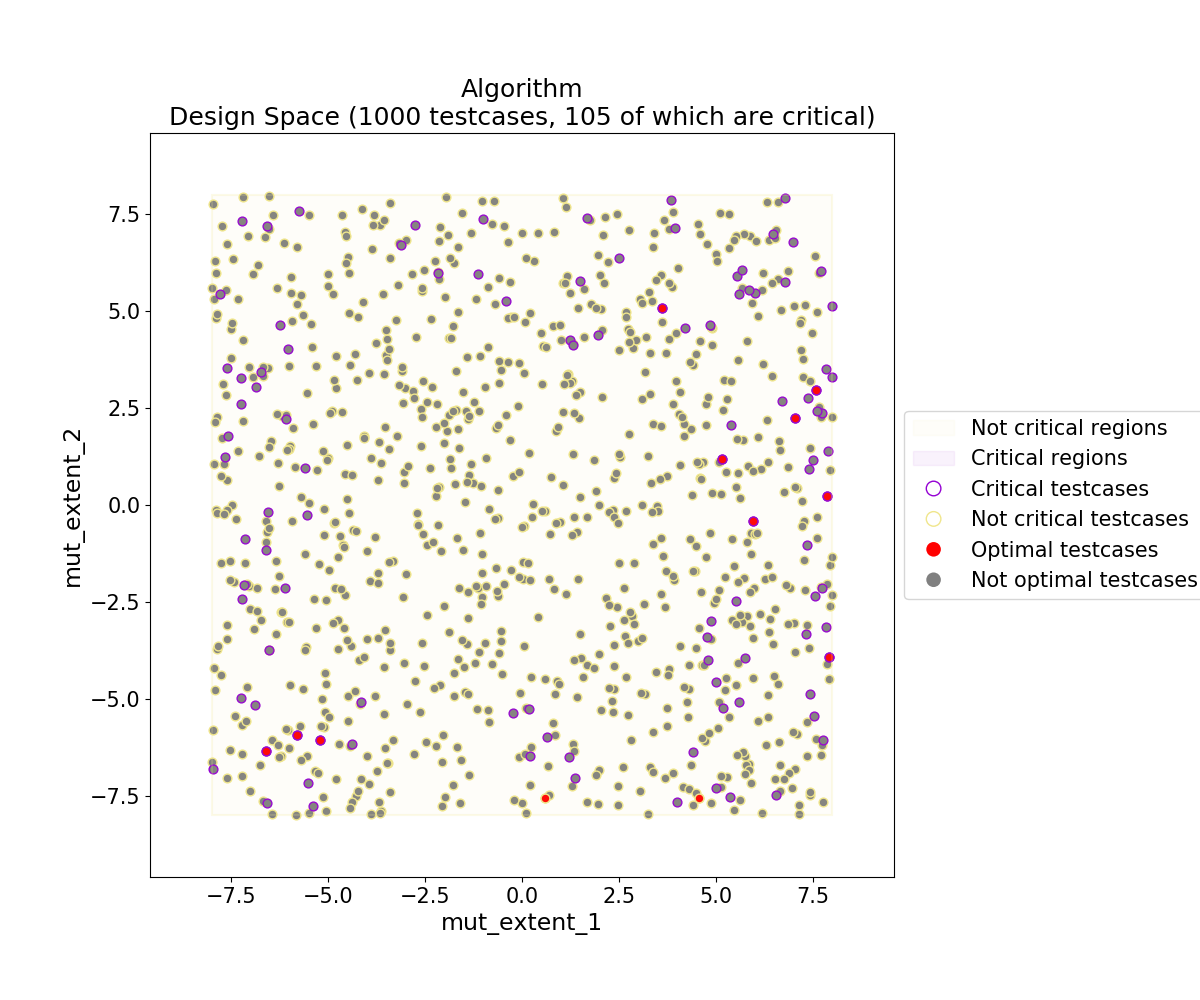 Algorithm
Design Space (1000 testcases, 105 of which are critical)
7.5
5.0
2.5
0.0
−2.5
−5.0
−7.5
mut_extent_2
−7.5
−5.0
−2.5
0.0
2.5
5.0
7.5
mut_extent_1
Not critical regions
Critical regions
Critical testcases
Not critical testcases
Optimal testcases
Not optimal testcases